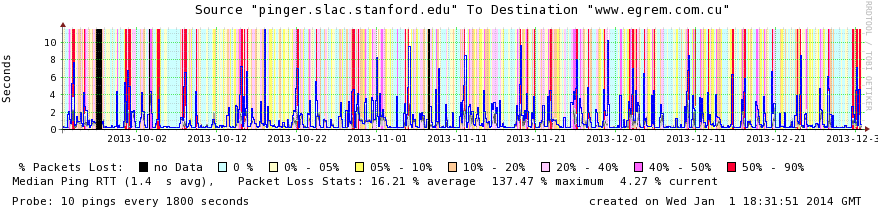 Source "pinger.slac.stanford.edu" To Destination "www.egrem.com.cu"
RRDTOOL / TOBI OETIKER
Seconds
10
8
6
4
2
0
2013-10-02 2013-10-12 2013-10-22 2013-11-01 2013-11-11 2013-11-21 2013-12-01 2013-12-11 2013-12-21 2013-12-3
% Packets Lost: no Data 0 % 0% - 05% 05% - 10% 10% - 20% 20% - 40% 40% - 50% 50% - 90%
Median Ping RTT (1.4 s avg), Packet Loss Stats: 16.21 % average 137.47 % maximum 4.27 % current
Probe: 10 pings every 1800 seconds created on Wed Jan 1 18:31:51 2014 GMT